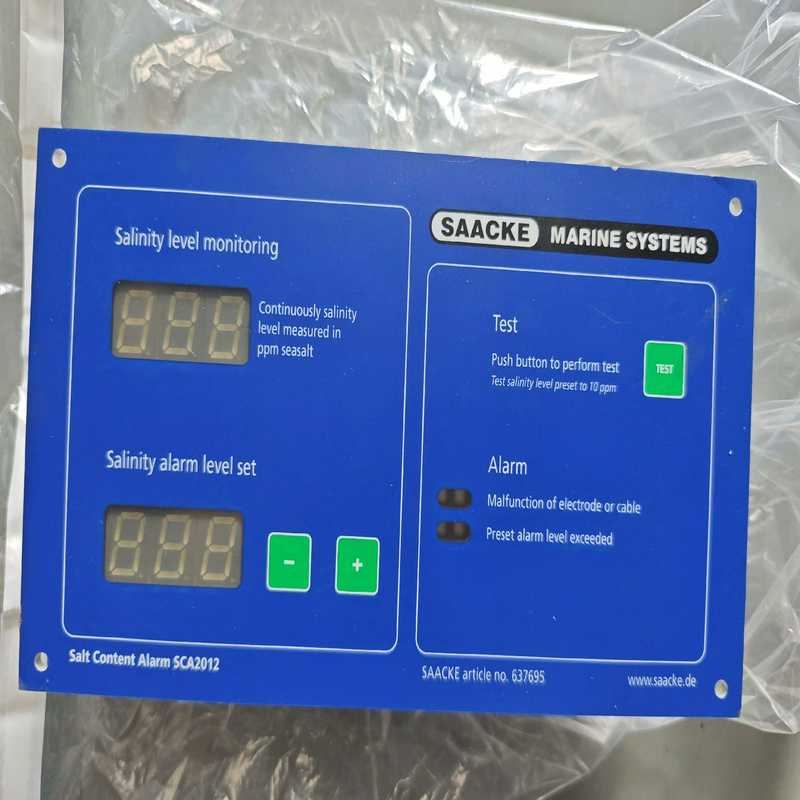 Salinity level monitoring
888
Continuously salinity
level measured in
ppm seasalt
Salinity alarm level set
888
-
+
Salt Content Alarm SCA2012
SAACKE MARINE SYSTEMS
Test
Push button to perform test
Test salinity level preset to 10 ppm
TEST
Alarm
Malfunction of electrode or cable
Preset alarm level exceeded
SAACKE article no. 637695
www.saacke.de